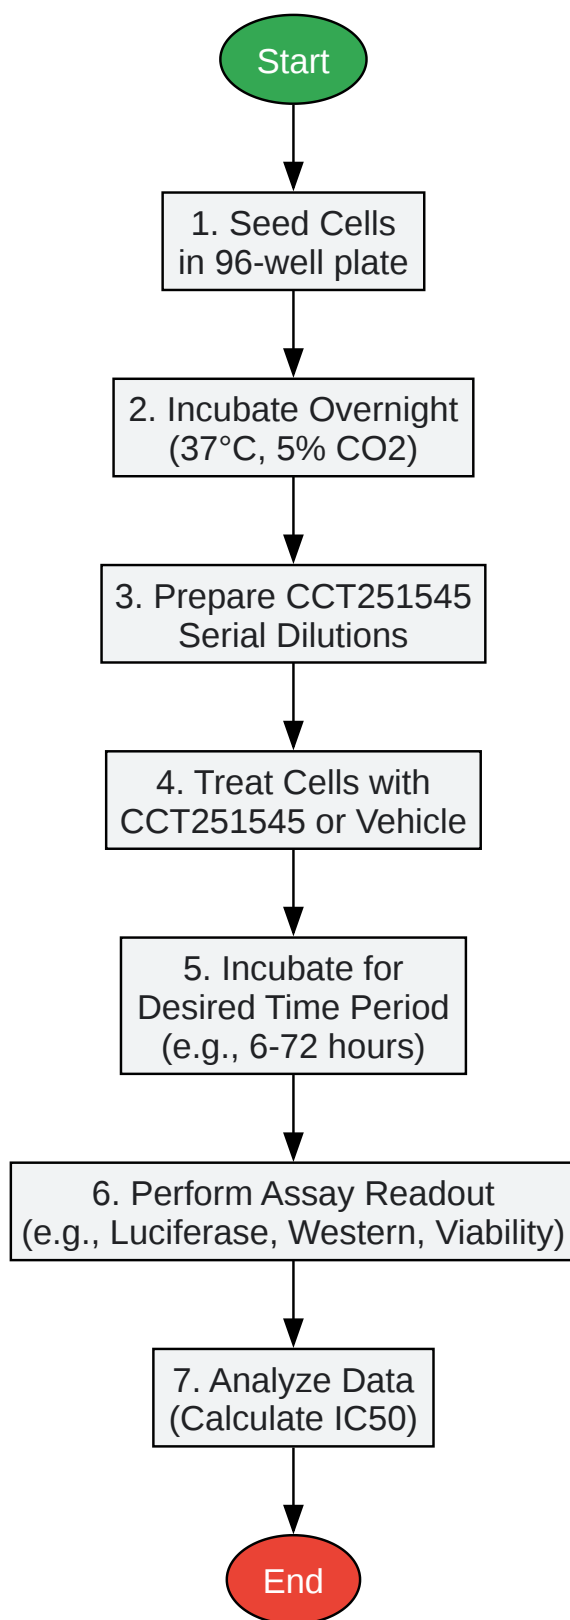 Start
1. Seed Cells
in 96-well plate
2. Incubate Overnight
(37°C, 5% CO2)
3. Prepare CCT251545
Serial Dilutions
4. Treat Cells with
CCT251545 or Vehicle
5. Incubate for
Desired Time Period
(e.g., 6-72 hours)
6. Perform Assay Readout
(e.g., Luciferase, Western, Viability)
7. Analyze Data
(Calculate IC50)
End